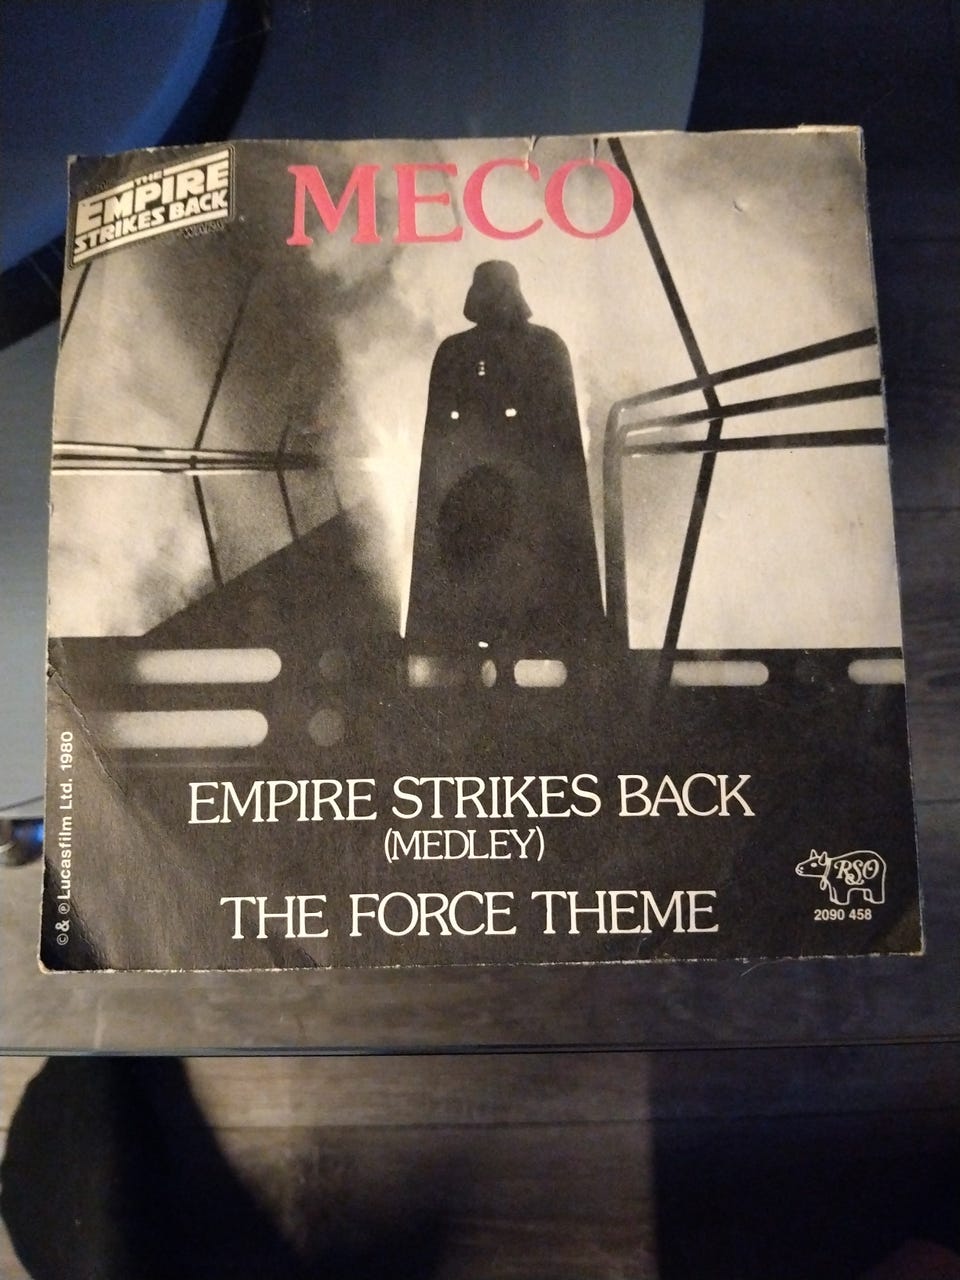 THE
EMPIRE
STRIKES BACK
MECO
EMPIRE STRIKES BACK
(MEDLEY)
THE FORCE THEME
RSO
2090 458
© & ℗ Lucasfilm Ltd. 1980